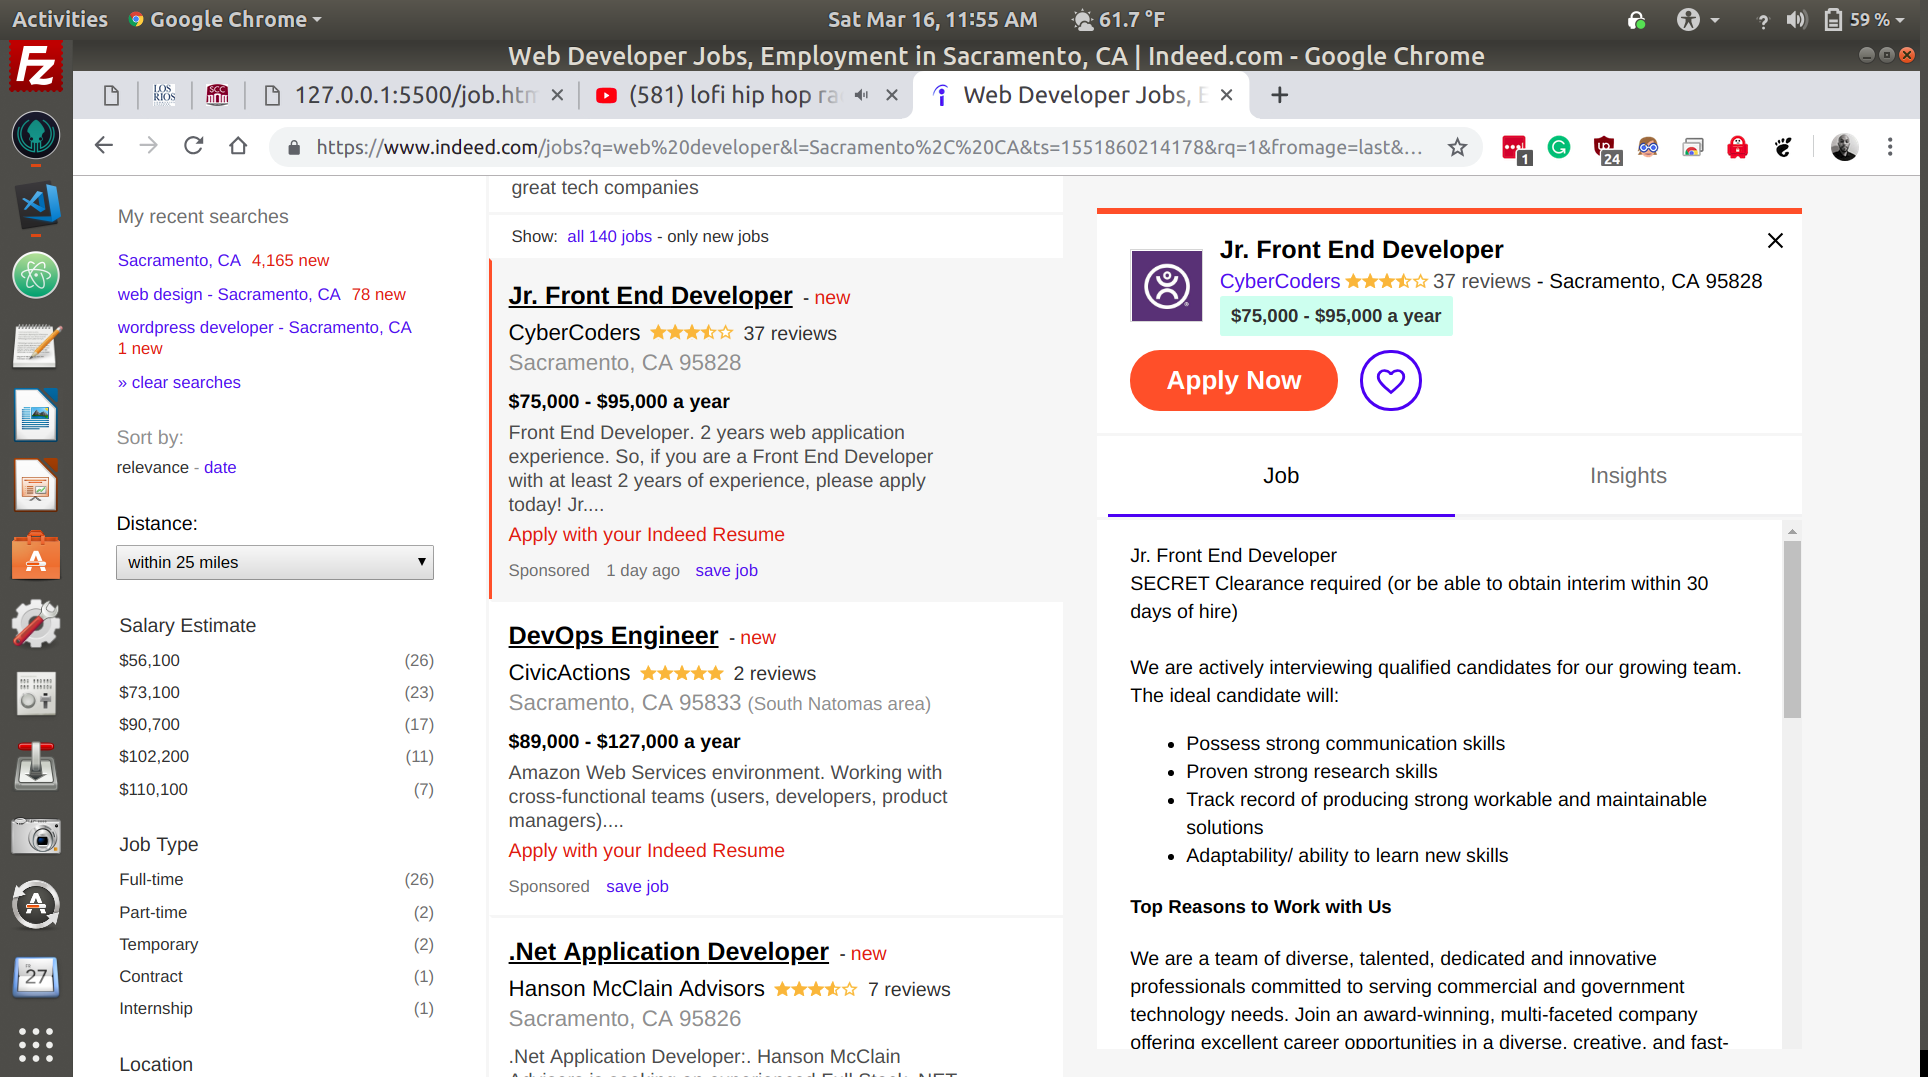 Activities
Google Chrome
Sat Mar 16, 11:55 AM
61.7 °F
?
59 %
Web Developer Jobs, Employment in Sacramento, CA | Indeed.com - Google Chrome
LOS RIOS
SCC
127.0.0.1:5500/job.htm
(581) lofi hip hop ra
Web Developer Jobs, E
https://www.indeed.com/jobs?q=web%20developer&l=Sacramento%2C%20CA&ts=1551860214178&rq=1&fromage=last&...
1
24
My recent searches
Sacramento, CA 4,165 new
web design - Sacramento, CA 78 new
wordpress developer - Sacramento, CA
1 new
» clear searches
Sort by:
relevance - date
Distance:
within 25 miles
Salary Estimate
$56,100 (26)
$73,100 (23)
$90,700 (17)
$102,200 (11)
$110,100 (7)
Job Type
Full-time (26)
Part-time (2)
Temporary (2)
Contract (1)
Internship (1)
Location
great tech companies
Show: all 140 jobs - only new jobs
Jr. Front End Developer - new
CyberCoders 37 reviews
Sacramento, CA 95828
$75,000 - $95,000 a year
Front End Developer. 2 years web application
experience. So, if you are a Front End Developer
with at least 2 years of experience, please apply
today! Jr....
Apply with your Indeed Resume
Sponsored 1 day ago save job
DevOps Engineer - new
CivicActions 2 reviews
Sacramento, CA 95833 (South Natomas area)
$89,000 - $127,000 a year
Amazon Web Services environment. Working with
cross-functional teams (users, developers, product
managers)....
Apply with your Indeed Resume
Sponsored save job
.Net Application Developer - new
Hanson McClain Advisors 7 reviews
Sacramento, CA 95826
.Net Application Developer:. Hanson McClain
Advisors is seeking an experienced Full Stack .NET
Jr. Front End Developer
CyberCoders 37 reviews - Sacramento, CA 95828
$75,000 - $95,000 a year
Apply Now
Job
Insights
Jr. Front End Developer
SECRET Clearance required (or be able to obtain interim within 30
days of hire)
We are actively interviewing qualified candidates for our growing team.
The ideal candidate will:
• Possess strong communication skills
• Proven strong research skills
• Track record of producing strong workable and maintainable
solutions
• Adaptability/ ability to learn new skills
Top Reasons to Work with Us
We are a team of diverse, talented, dedicated and innovative
professionals committed to serving commercial and government
technology needs. Join an award-winning, multi-faceted company
offering excellent career opportunities in a diverse, creative, and fast-
Fz
27